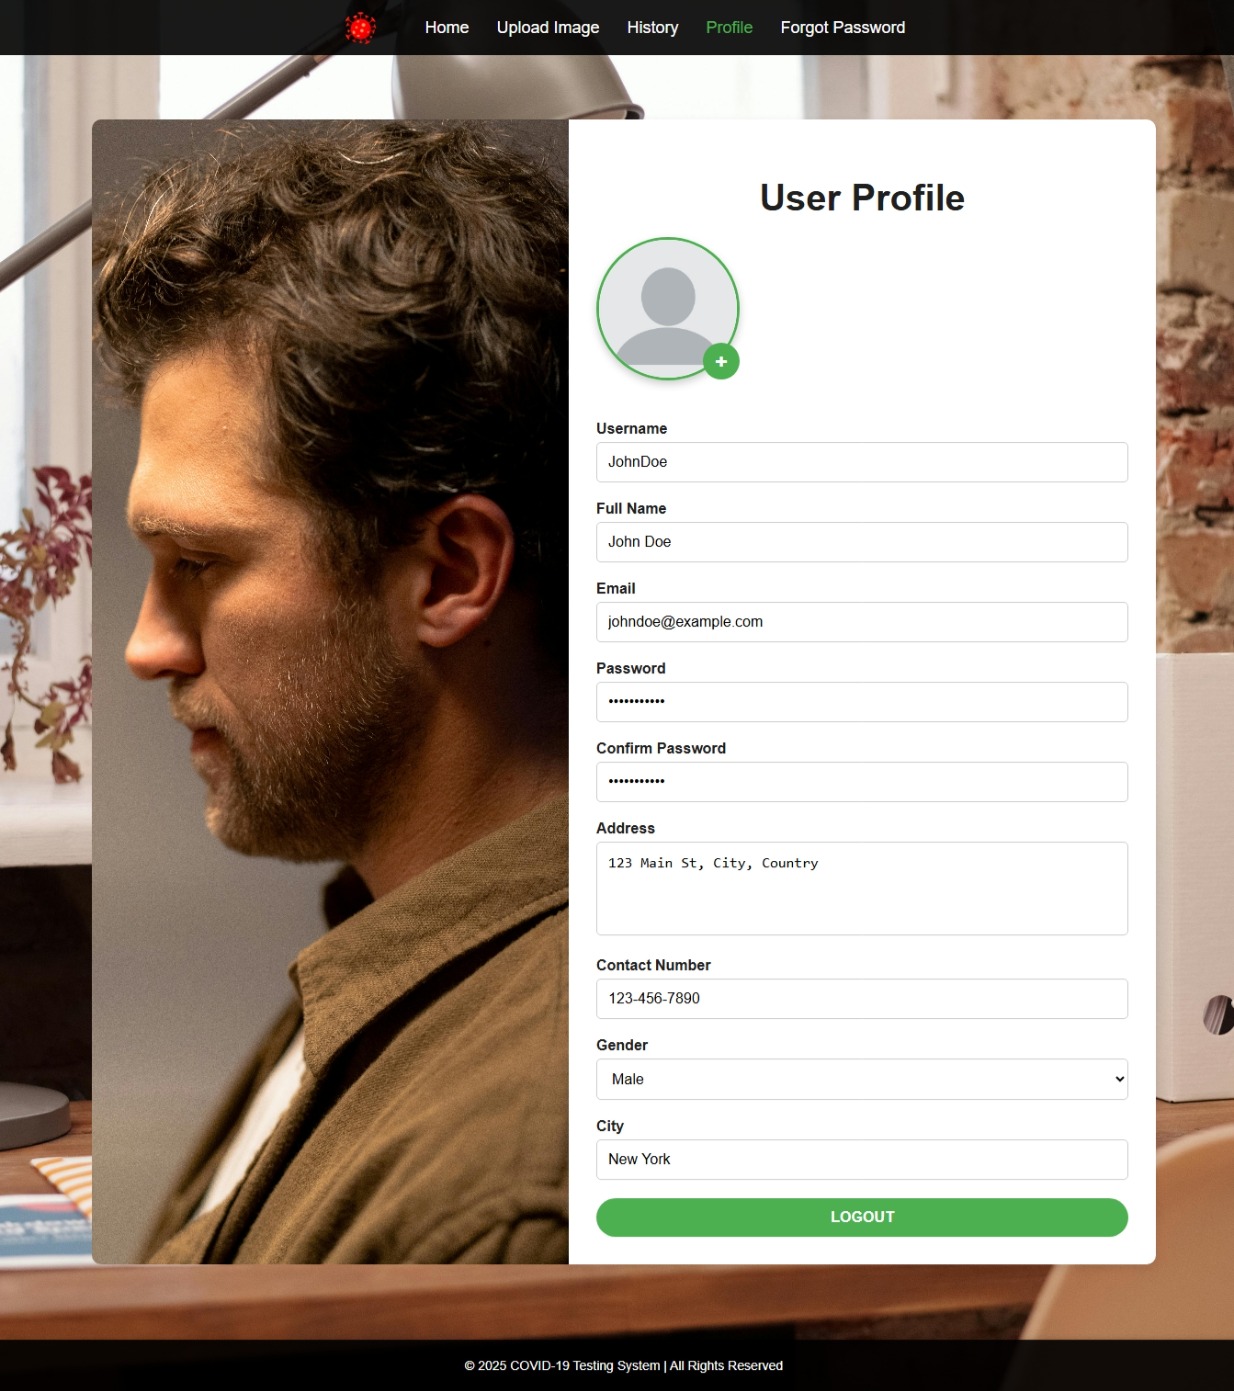 Home Upload Image History Profile Forgot Password
User Profile
+
Username
JohnDoe
Full Name
John Doe
Email
johndoe@example.com
Password
•••••••••••
Confirm Password
•••••••••••
Address
123 Main St, City, Country
Contact Number
123-456-7890
Gender
Male
City
New York
LOGOUT
© 2025 COVID-19 Testing System | All Rights Reserved